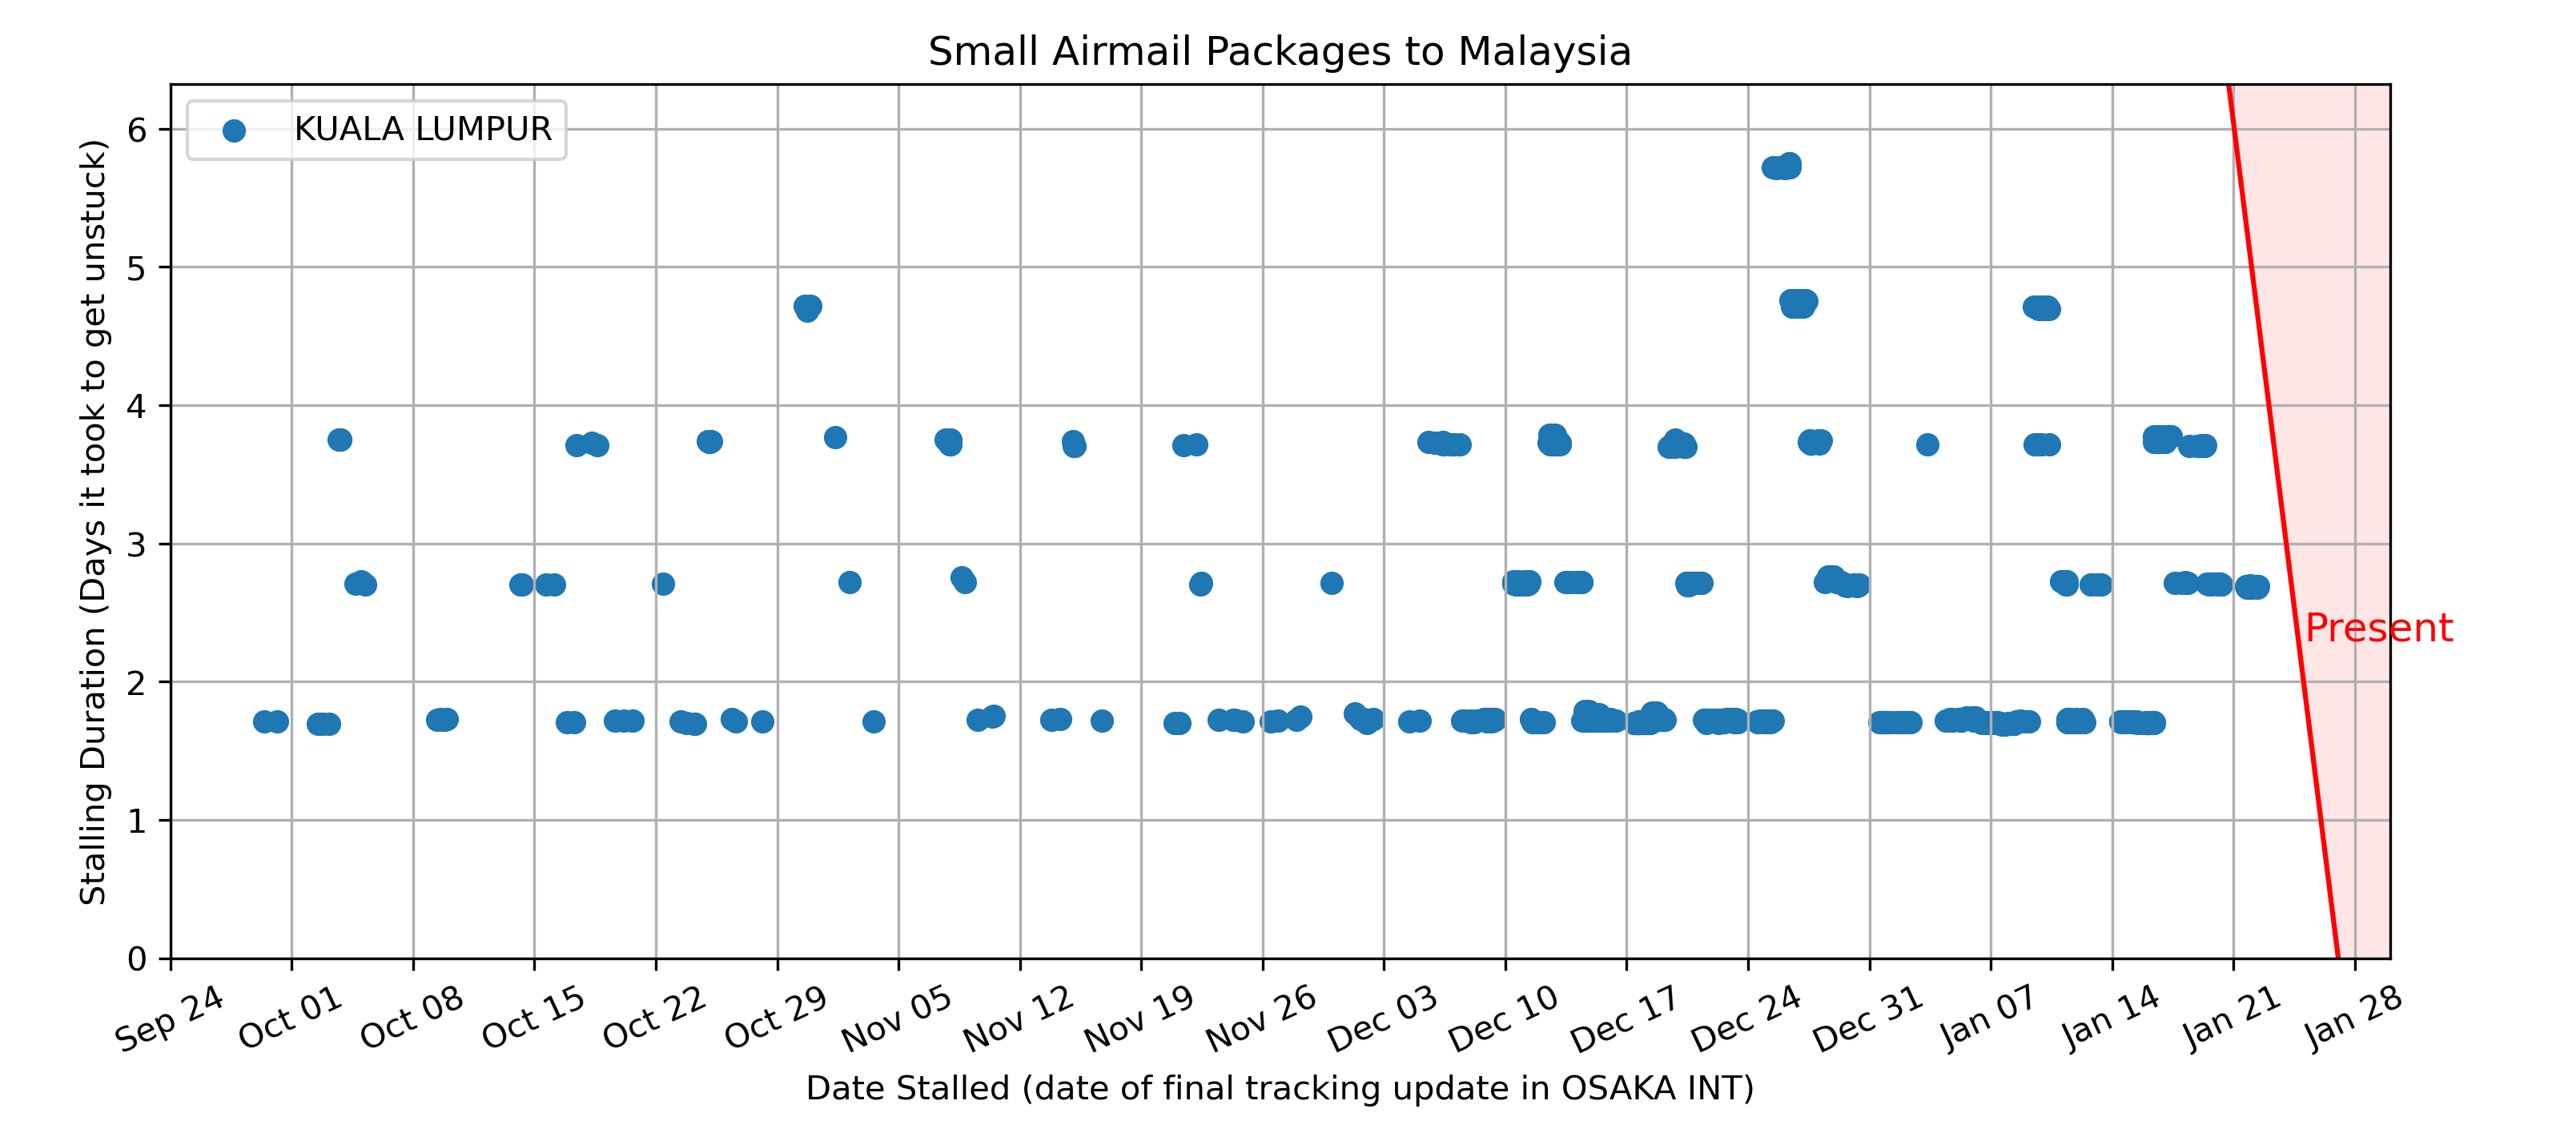 Small Airmail Packages to Malaysia
KUALA LUMPUR
Stalling Duration (Days it took to get unstuck)
6
5
4
3
2
1
0
Present
Sep 24
Oct 01
Oct 08
Oct 15
Oct 22
Oct 29
Nov 05
Nov 12
Nov 19
Nov 26
Dec 03
Dec 10
Dec 17
Dec 24
Dec 31
Jan 07
Jan 14
Jan 21
Jan 28
Date Stalled (date of final tracking update in OSAKA INT)